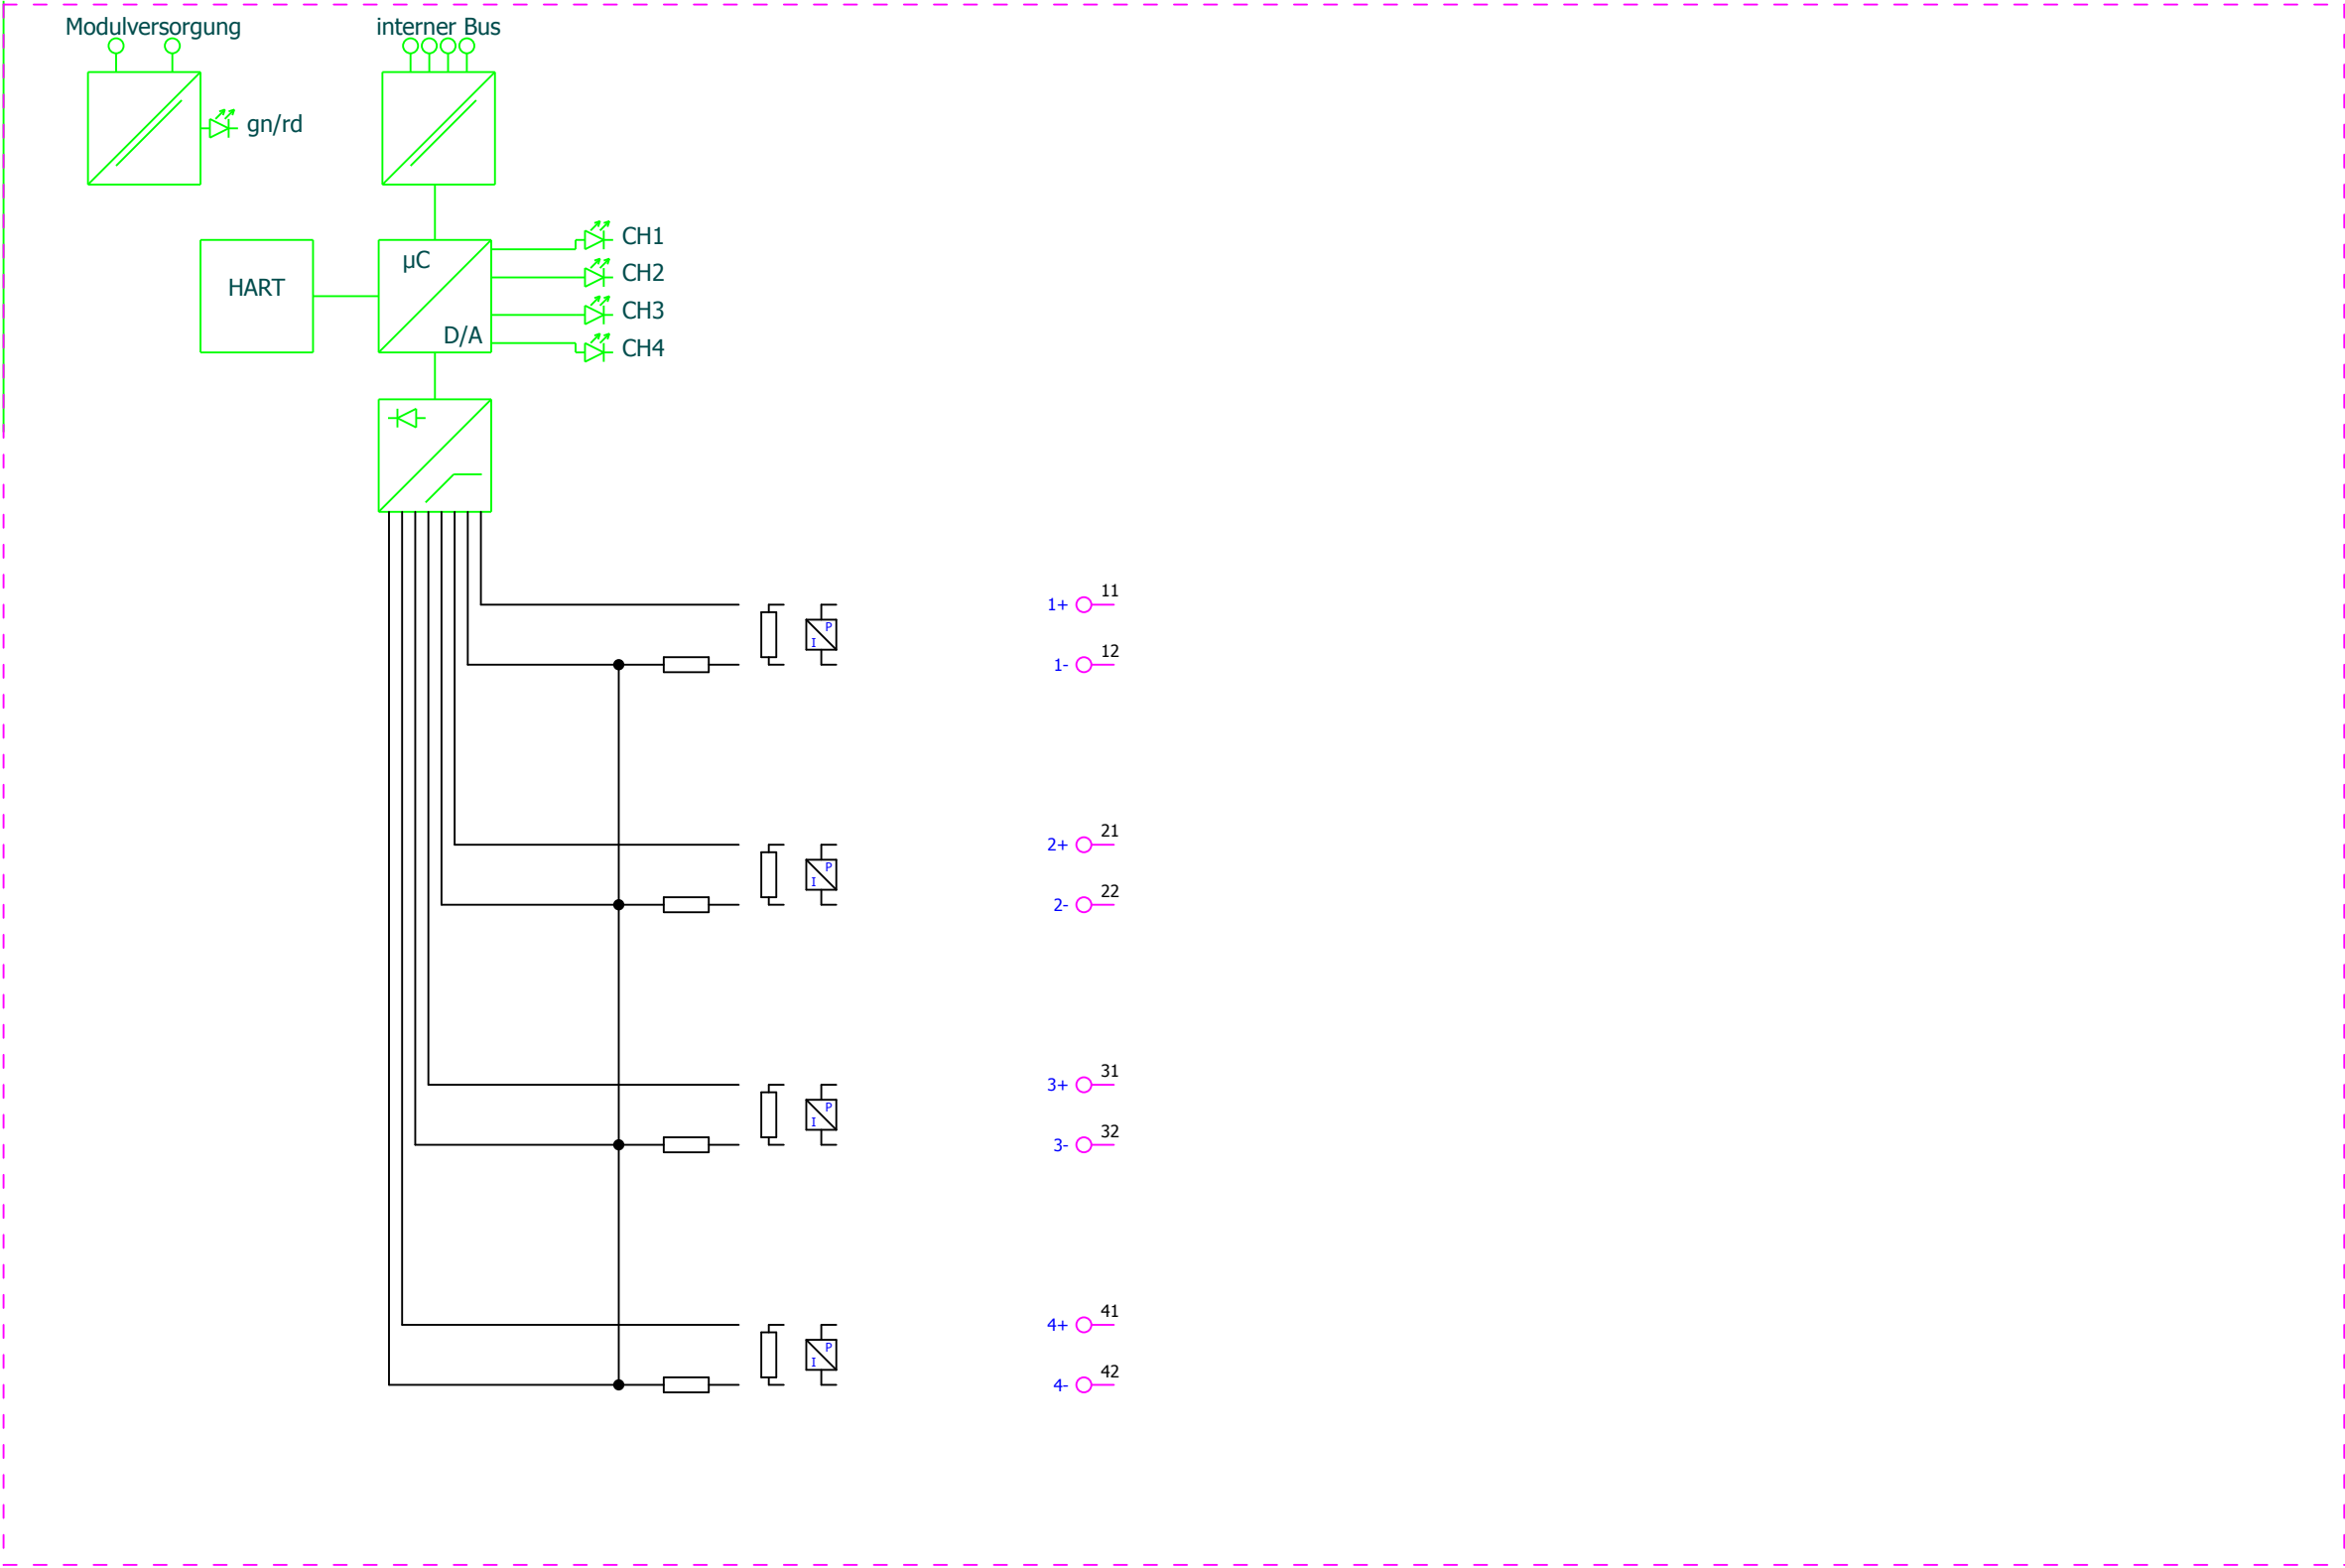 Modulversorgung
interner Bus
gn/rd
CH1
µC
CH2
HART
CH3
D/A
CH4
11
1+
P
I
12
1-
21
2+
P
I
22
2-
31
3+
P
I
32
3-
41
4+
P
I
42
4-